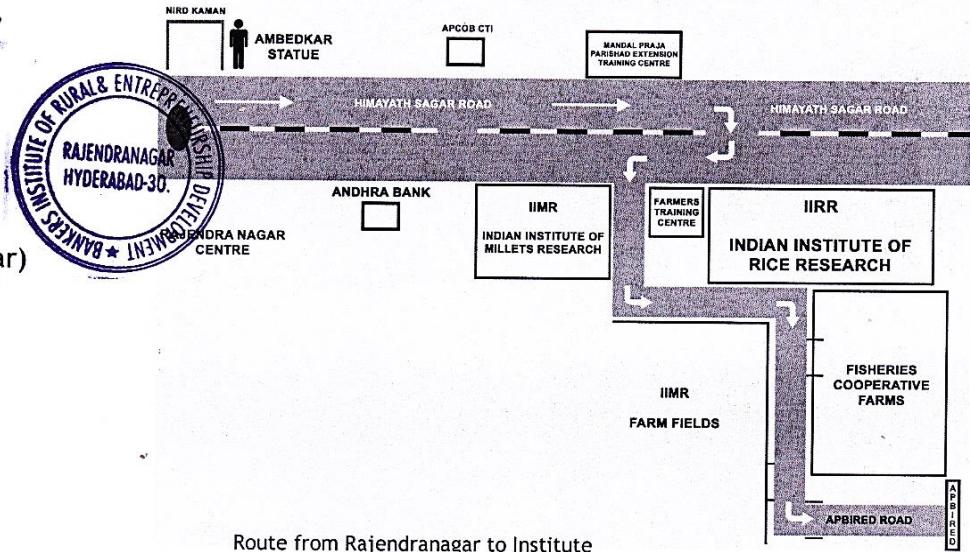 NIRD KAMAN
AMBEDKAR
STATUE
APCOB CTI
MANDAL PRAJA
PARISHAD EXTENSION
TRAINING CENTRE
HIMAYATH SAGAR ROAD
HIMAYATH SAGAR ROAD
BANKERS INSTITUTE OF RURAL & ENTREPRENEURSHIP DEVELOPMENT ★
RAJENDRANAGAR
HYDERABAD-30.
RAJENDRA NAGAR
CENTRE
ar)
ANDHRA BANK
IIMR
INDIAN INSTITUTE OF
MILLETS RESEARCH
FARMERS
TRAINING
CENTRE
IIRR
INDIAN INSTITUTE OF
RICE RESEARCH
FISHERIES
COOPERATIVE
FARMS
IIMR
FARM FIELDS
APBIRED ROAD
APBIRED
Route from Rajendranagar to Institute